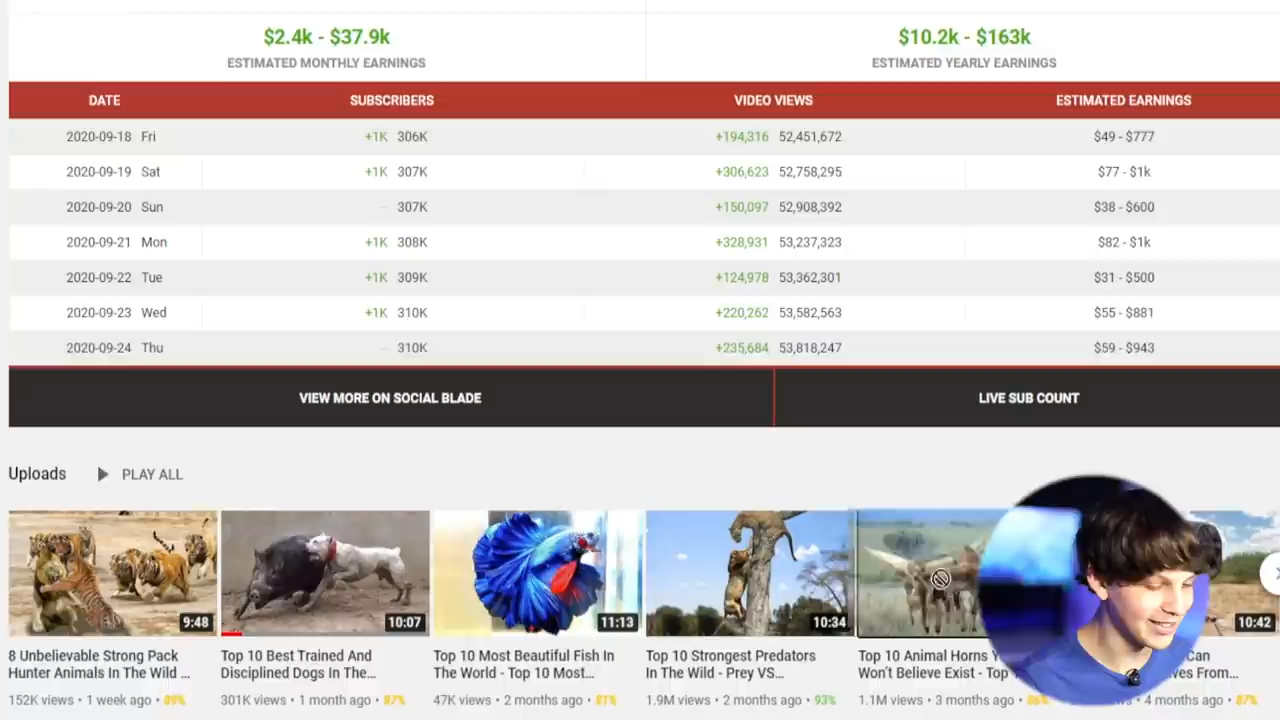 $2.4k - $37.9k
$10.2k - $163k
ESTIMATED MONTHLY EARNINGS
ESTIMATED YEARLY EARNINGS
DATE SUBSCRIBERS VIDEO VIEWS ESTIMATED EARNINGS
2020-09-18 Fri +1K 306K +194,316 52,451,672 $49 - $777
2020-09-19 Sat +1K 307K +306,623 52,758,295 $77 - $1k
2020-09-20 Sun -- 307K +150,097 52,908,392 $38 - $600
2020-09-21 Mon +1K 308K +328,931 53,237,323 $82 - $1k
2020-09-22 Tue +1K 309K +124,978 53,362,301 $31 - $500
2020-09-23 Wed +1K 310K +220,262 53,582,563 $55 - $881
2020-09-24 Thu -- 310K +235,684 53,818,247 $59 - $943
VIEW MORE ON SOCIAL BLADE
LIVE SUB COUNT
Uploads PLAY ALL
9:48
10:07
11:13
10:34
10:42
8 Unbelievable Strong Pack
Hunter Animals In The Wild ...
152K views • 1 week ago • 89%
Top 10 Best Trained And
Disciplined Dogs In The...
301K views • 1 month ago • 87%
Top 10 Most Beautiful Fish In
The World - Top 10 Most...
47K views • 2 months ago • 81%
Top 10 Strongest Predators
In The Wild - Prey VS...
1.9M views • 2 months ago • 93%
Top 10 Animal Horns
Won't Believe Exist - Top
1.1M views • 3 months ago • 86%
Can
From...
4 months ago • 87%